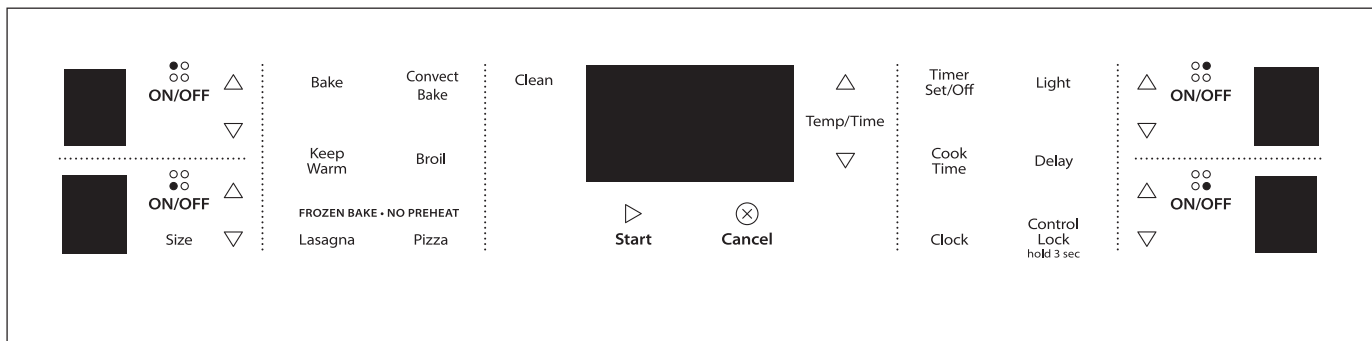 ON/OFF
ON/OFF
Size
Bake
Convect
Bake
Keep
Warm
Broil
FROZEN BAKE • NO PREHEAT
Lasagna
Pizza
Clean
Start
Cancel
Temp/Time
Timer
Set/Off
Light
Cook
Time
Delay
Clock
Control
Lock
hold 3 sec
ON/OFF
ON/OFF